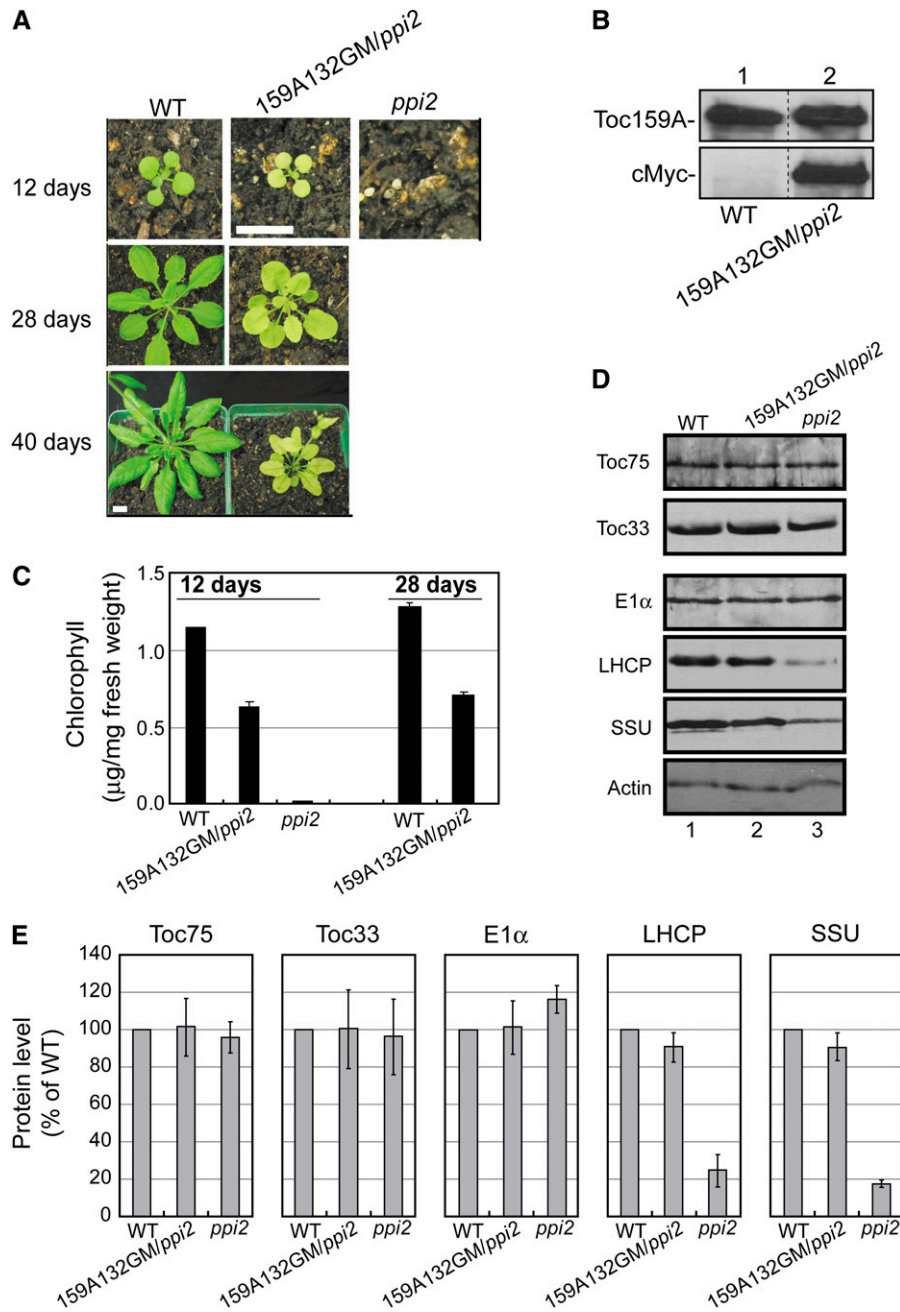 A
WT
159A132GM/ppi2
ppi2
12 days
28 days
40 days
B
1
2
Toc159A-
cMyc-
WT
159A132GM/ppi2
C
Chlorophyll
(µg/mg fresh weight)
1.5
1.0
0.5
0.0
12 days
28 days
WT
159A132GM/ppi2
ppi2
WT
159A132GM/ppi2
D
WT
159A132GM/ppi2
ppi2
Toc75
Toc33
E1α
LHCP
SSU
Actin
1
2
3
E
Toc75
Toc33
E1α
LHCP
SSU
Protein level
(% of WT)
140
120
100
80
60
40
20
0
WT
159A132GM/ppi2
ppi2
WT
159A132GM/ppi2
ppi2
WT
159A132GM/ppi2
ppi2
WT
159A132GM/ppi2
ppi2
WT
159A132GM/ppi2
ppi2